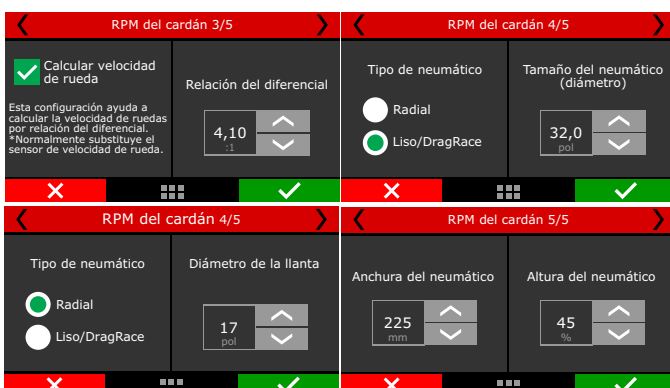 RPM del cardán 3/5
Calcular velocidad
de rueda
Esta configuración ayuda a
calcular la velocidad de ruedas
por relación del diferencial.
*Normalmente substituye el
sensor de velocidad de rueda.
Relación del diferencial
4,10
:1
RPM del cardán 4/5
Tipo de neumático
Radial
Liso/DragRace
Tamaño del neumático
(diámetro)
32,0
pol
RPM del cardán 4/5
Tipo de neumático
Radial
Liso/DragRace
Diámetro de la llanta
17
pol
RPM del cardán 5/5
Anchura del neumático
225
mm
Altura del neumático
45
%